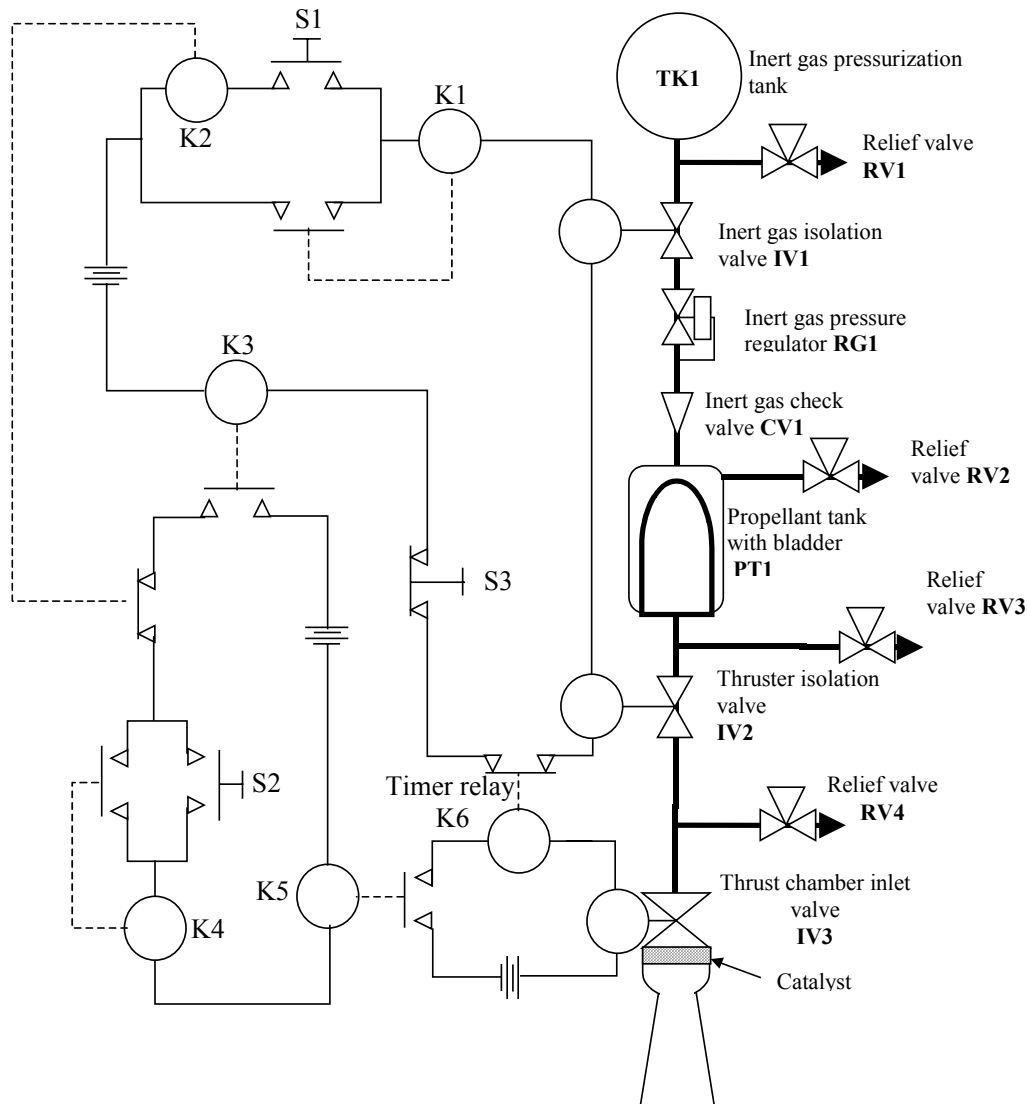 S1
K2
K1
TK1
Inert gas pressurization
tank
Relief valve
RV1
Inert gas isolation
valve IV1
K3
Inert gas pressure
regulator RG1
Inert gas check
valve CV1
Relief
valve RV2
Propellant tank
with bladder
PT1
S3
Relief
valve RV3
Thruster isolation
valve
IV2
S2
Timer relay
K6
Relief valve
RV4
K5
K4
Thrust chamber inlet
valve
IV3
Catalyst